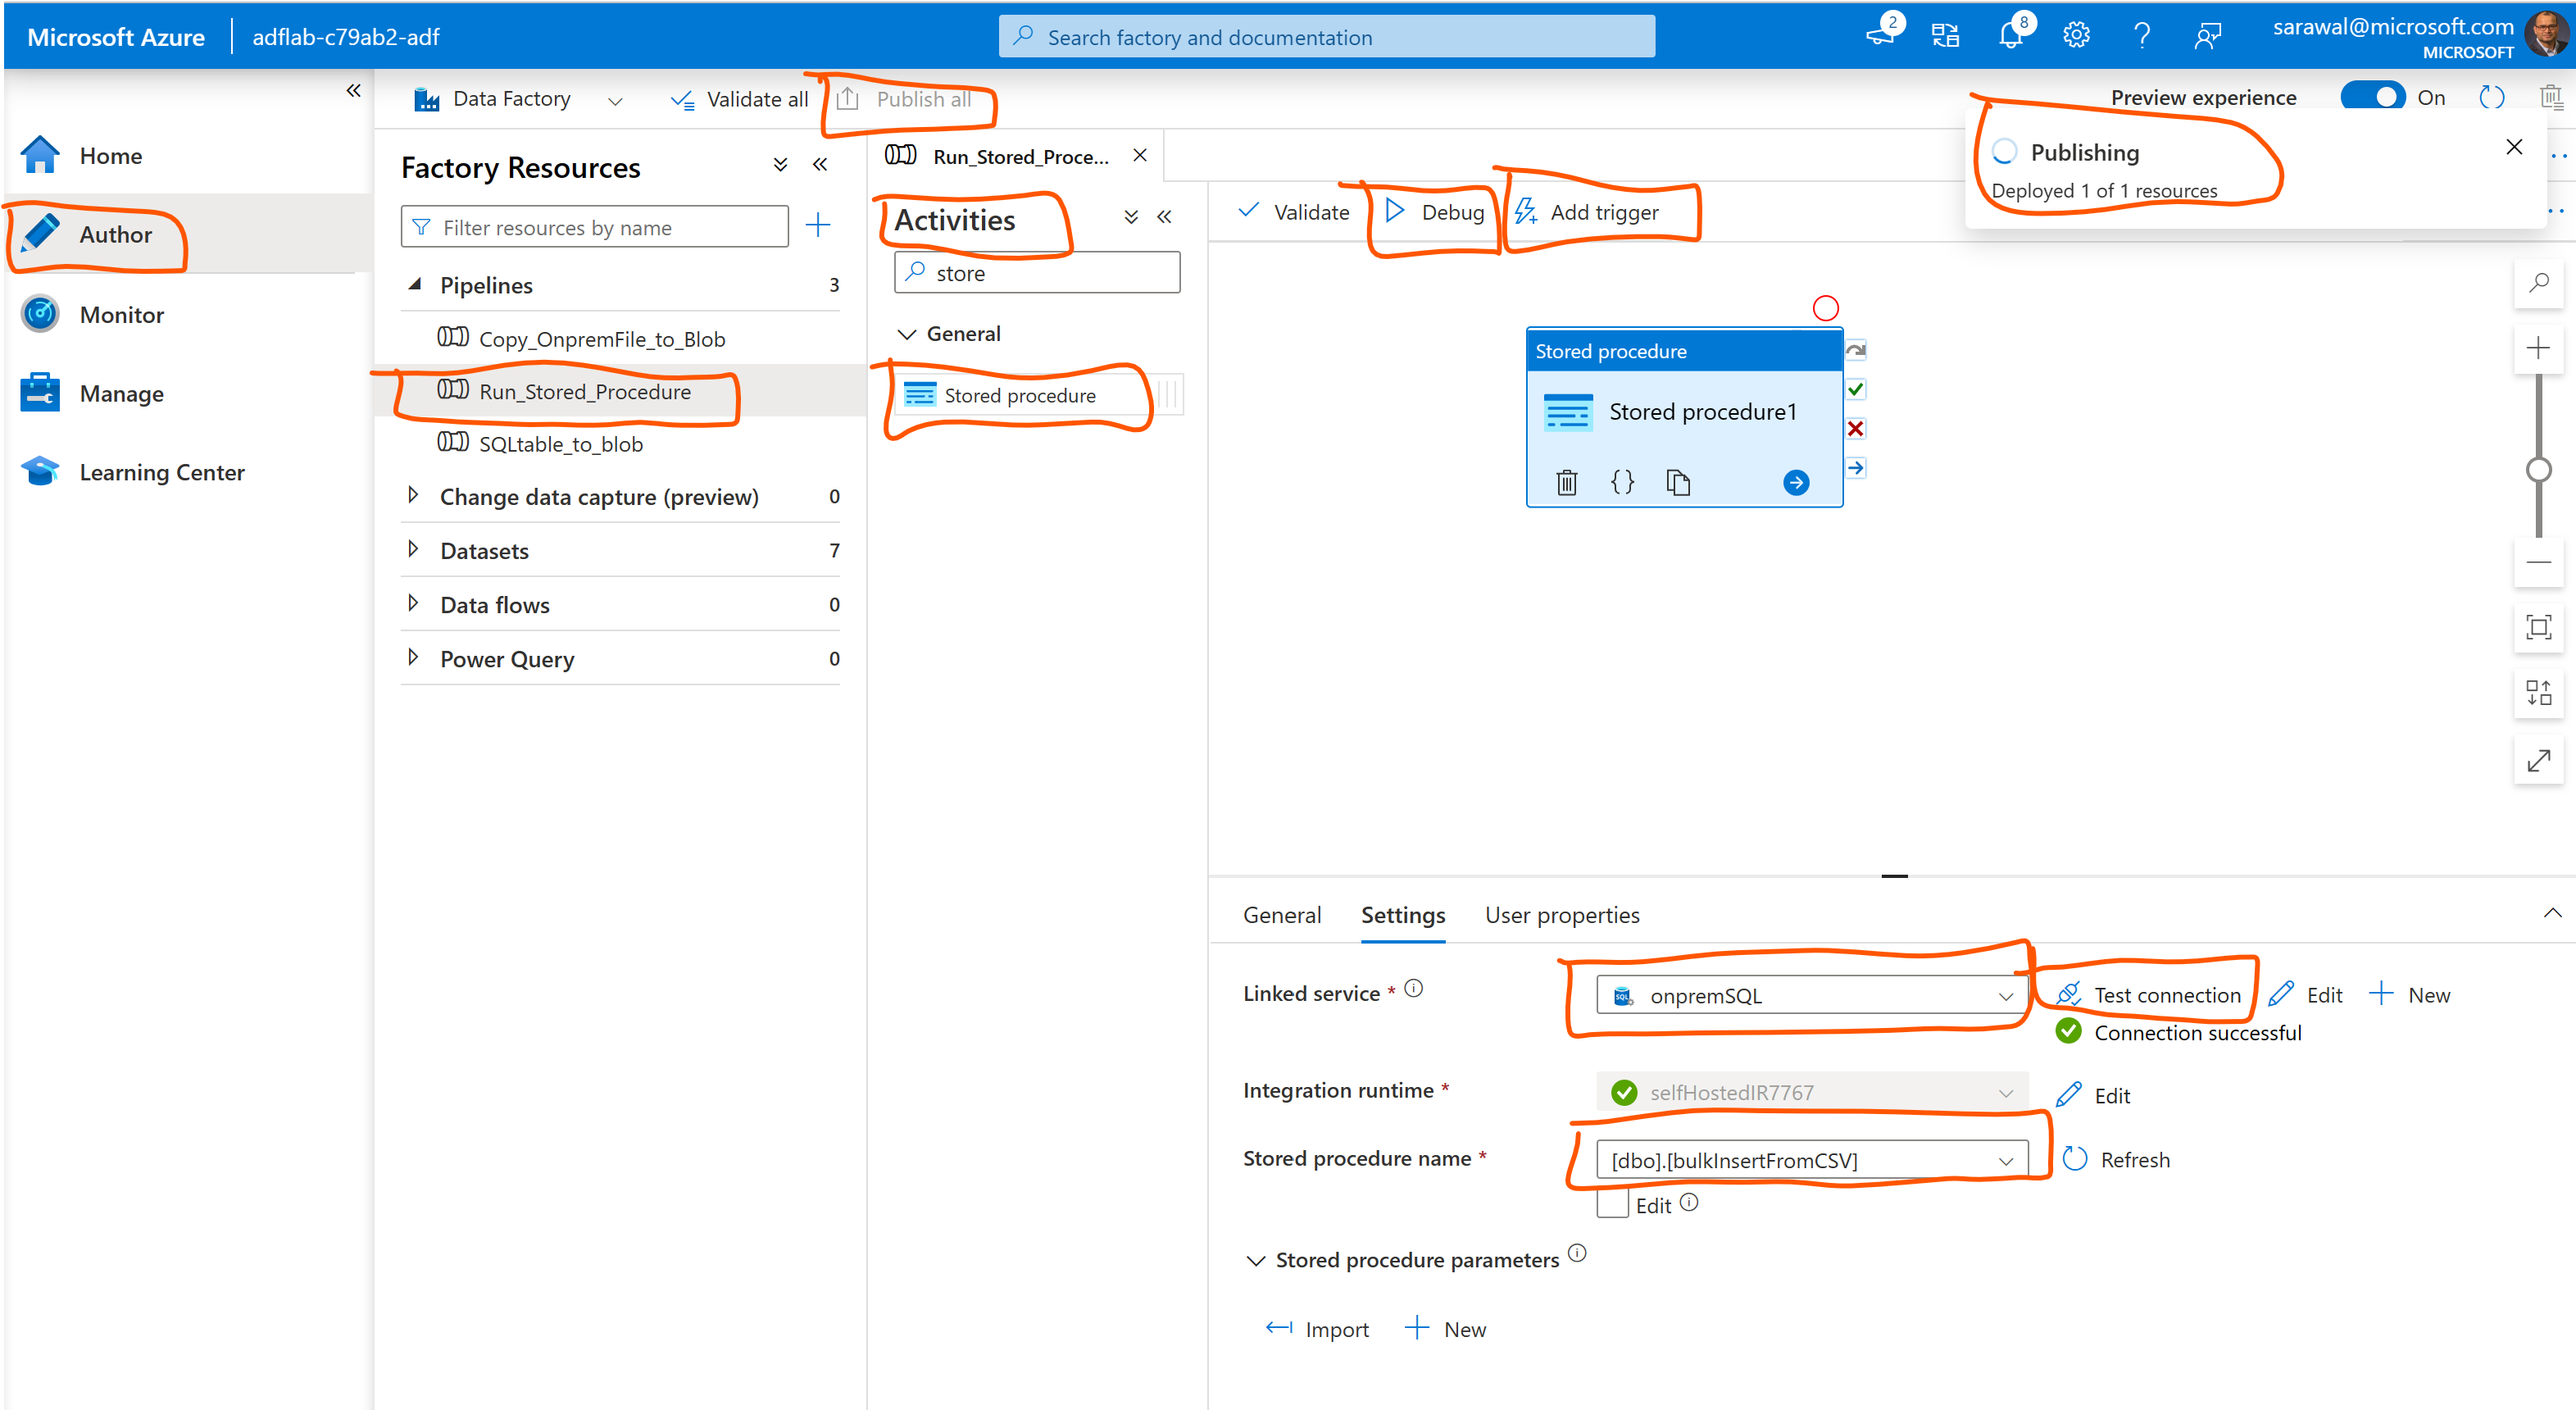 Microsoft Azure
adflab-c79ab2-adf
Search factory and documentation
2
8
sarawal@microsoft.com
MICROSOFT
Data Factory
Validate all
Publish all
Preview experience
On
Home
Author
Monitor
Manage
Learning Center
Factory Resources
Filter resources by name
Pipelines 3
Copy_OnpremFile_to_Blob
Run_Stored_Procedure
SQLtable_to_blob
Change data capture (preview) 0
Datasets 7
Data flows 0
Power Query 0
Run_Stored_Proce...
Activities
store
General
Stored procedure
Validate
Debug
Add trigger
Publishing
Deployed 1 of 1 resources
Stored procedure
Stored procedure1
General
Settings
User properties
Linked service *
SQL
onpremSQL
Test connection
Edit
New
Connection successful
Integration runtime *
selfHostedIR7767
Edit
Stored procedure name *
[dbo].[bulkInsertFromCSV]
Refresh
Edit
Stored procedure parameters
Import
New